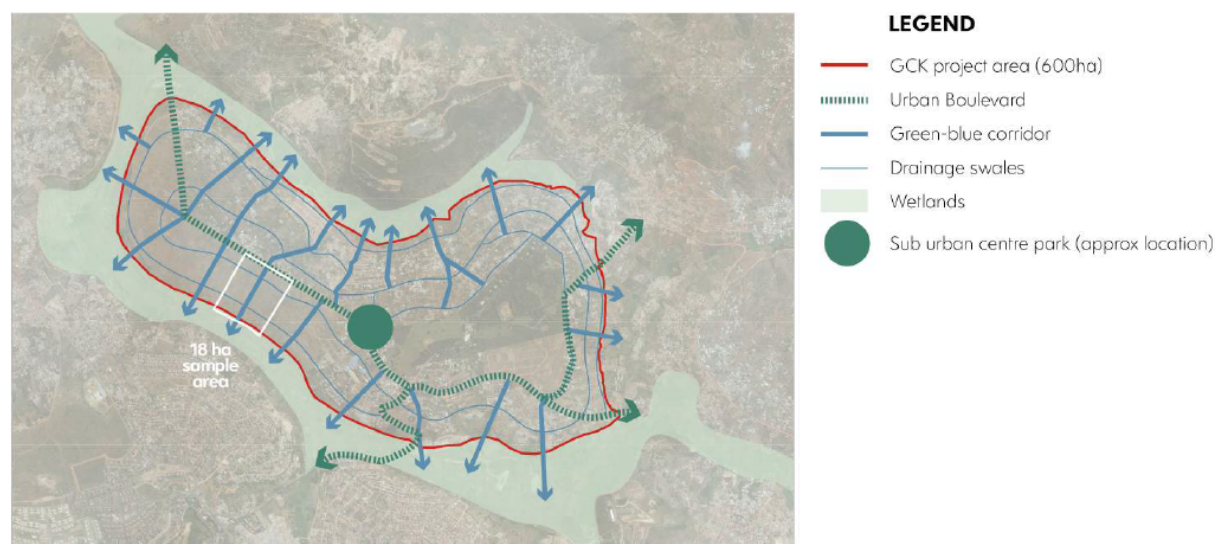 LEGEND
GCK project area (600ha)
Urban Boulevard
Green-blue corridor
Drainage swales
Wetlands
Sub urban centre park (approx location)
18 ha
sample
area